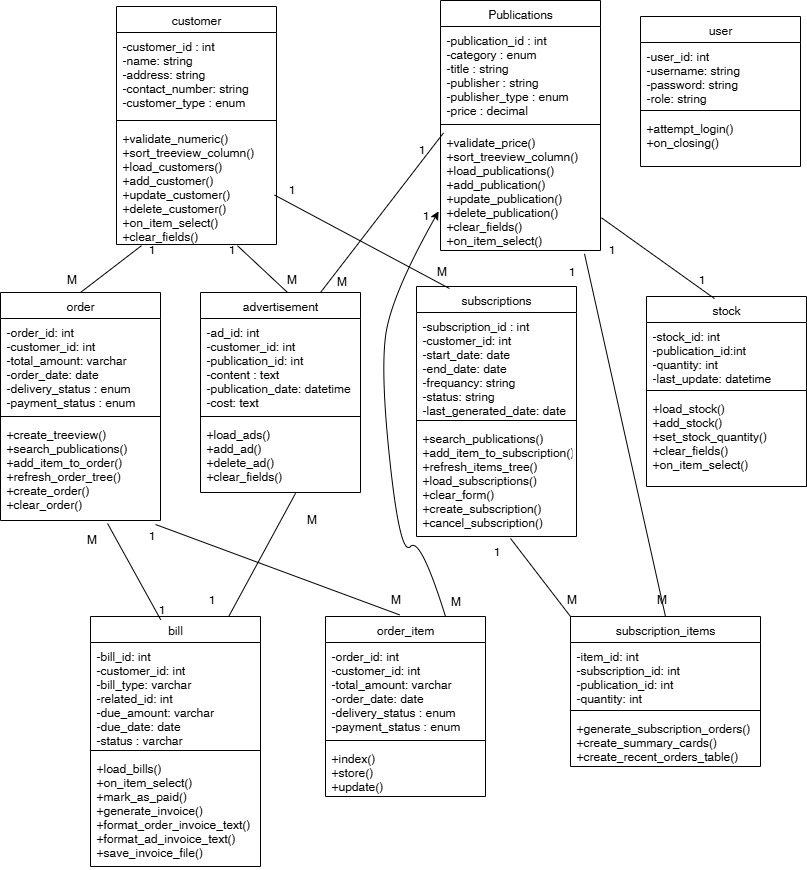 customer
-customer_id : int
-name: string
-address: string
-contact_number: string
-customer_type : enum
+validate_numeric()
+sort_treeview_column()
+load_customers()
+add_customer()
+update_customer()
+delete_customer()
+on_item_select()
+clear_fields()
Publications
-publication_id : int
-category : enum
-title : string
-publisher : string
-publisher_type : enum
-price : decimal
+validate_price()
+sort_treeview_column()
+load_publications()
+add_publication()
+update_publication()
+delete_publication()
+clear_fields()
+on_item_select()
user
-user_id: int
-username: string
-password: string
-role: string
+attempt_login()
+on_closing()
1
1
1
1
1
1
1
1
M
M
M
M
1
order
-order_id: int
-customer_id: int
-total_amount: varchar
-order_date: date
-delivery_status : enum
-payment_status : enum
+create_treeview()
+search_publications()
+add_item_to_order()
+refresh_order_tree()
+create_order()
+clear_order()
advertisement
-ad_id: int
-customer_id: int
-publication_id: int
-content : text
-publication_date: datetime
-cost: text
+load_ads()
+add_ad()
+delete_ad()
+clear_fields()
subscriptions
-subscription_id : int
-customer_id: int
-start_date: date
-end_date: date
-frequancy: string
-status: string
-last_generated_date: date
+search_publications()
+add_item_to_subscription()
+refresh_items_tree()
+load_subscriptions()
+clear_form()
+create_subscription()
+cancel_subscription()
stock
-stock_id: int
-publication_id:int
-quantity: int
-last_update: datetime
+load_stock()
+add_stock()
+set_stock_quantity()
+clear_fields()
+on_item_select()
M
1
M
1
1
1
M
M
M
M
bill
-bill_id: int
-customer_id: int
-bill_type: varchar
-related_id: int
-due_amount: varchar
-due_date: date
-status : varchar
+load_bills()
+on_item_select()
+mark_as_paid()
+generate_invoice()
+format_order_invoice_text()
+format_ad_invoice_text()
+save_invoice_file()
order_item
-order_id: int
-customer_id: int
-total_amount: varchar
-order_date: date
-delivery_status : enum
-payment_status : enum
+index()
+store()
+update()
subscription_items
-item_id: int
-subscription_id: int
-publication_id: int
-quantity: int
+generate_subscription_orders()
+create_summary_cards()
+create_recent_orders_table()